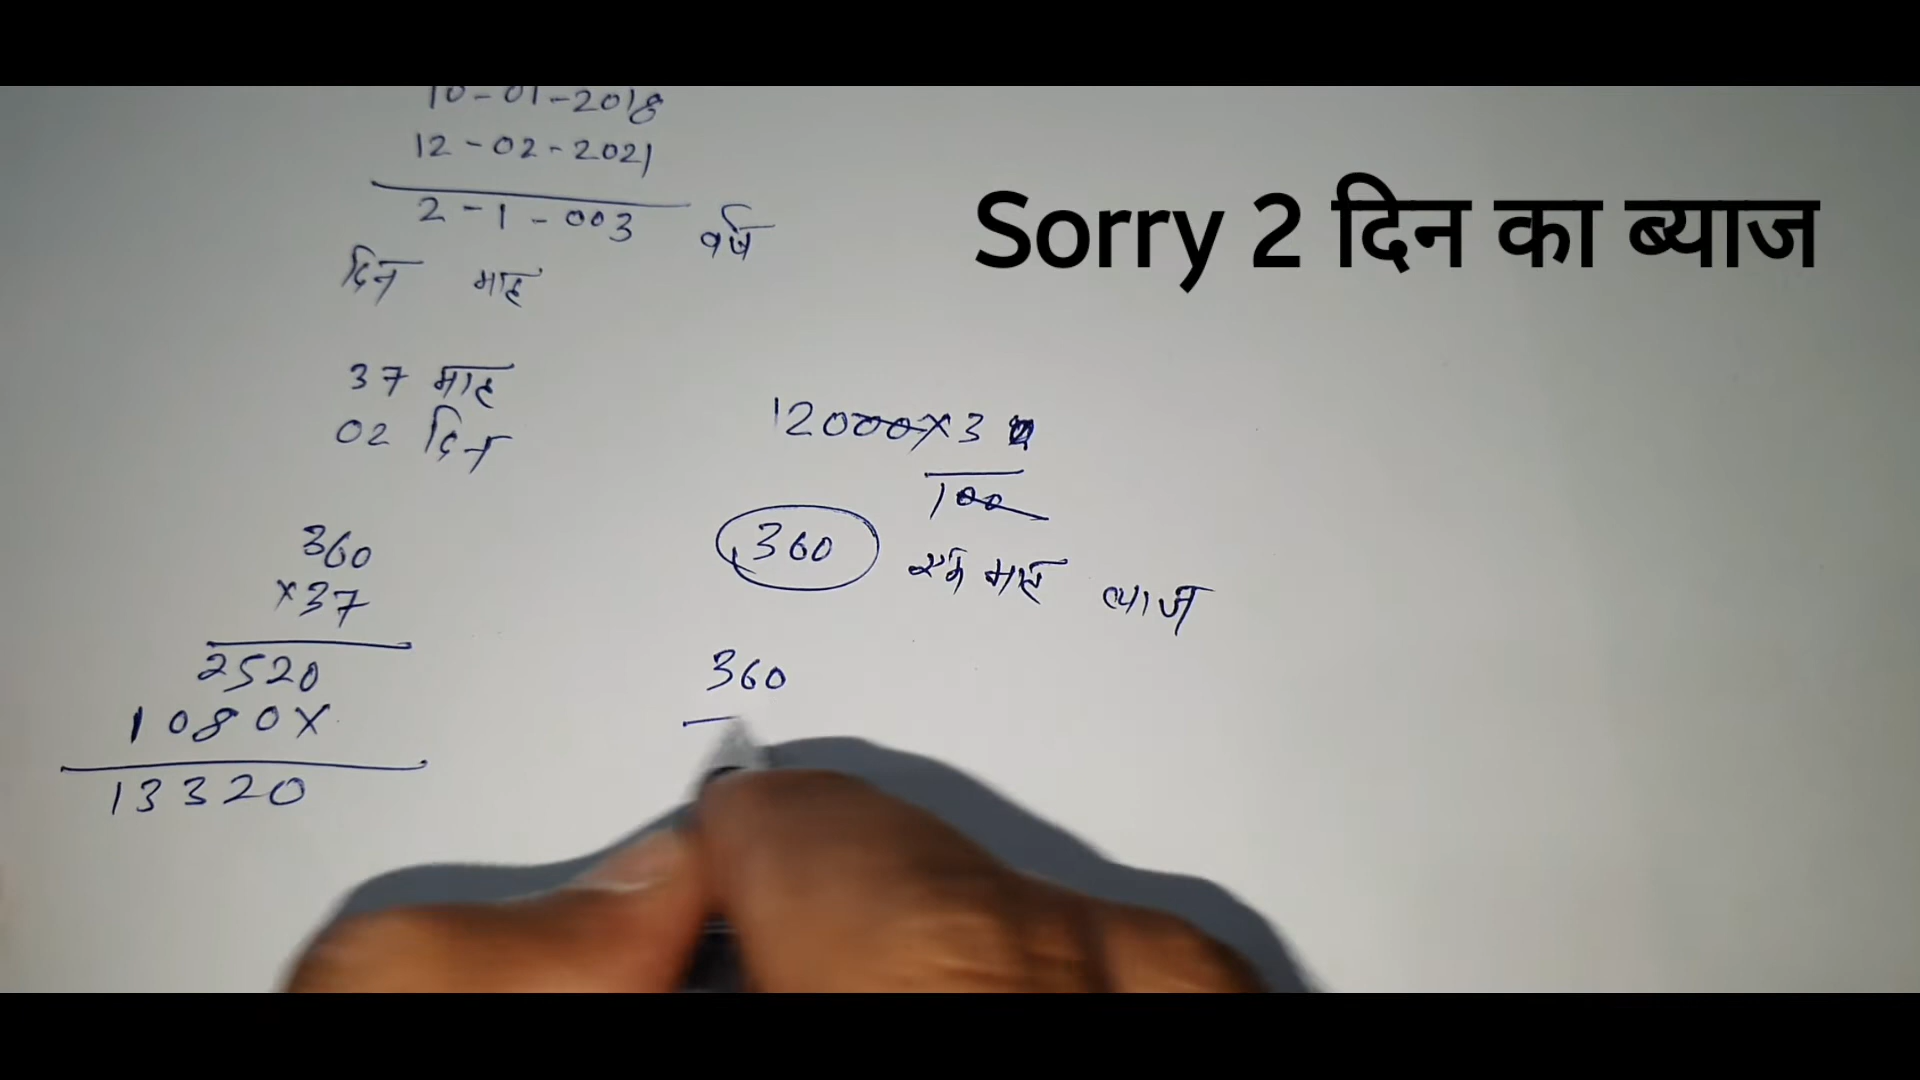 10-01-2018
12-02-2021
2-1-003 वर्ष
दिन माह
Sorry 2 दिन का ब्याज
37 माह
02 दिन
360
×37
2520
1080×
13320
12000×3
100
360 एक माह ब्याज
360